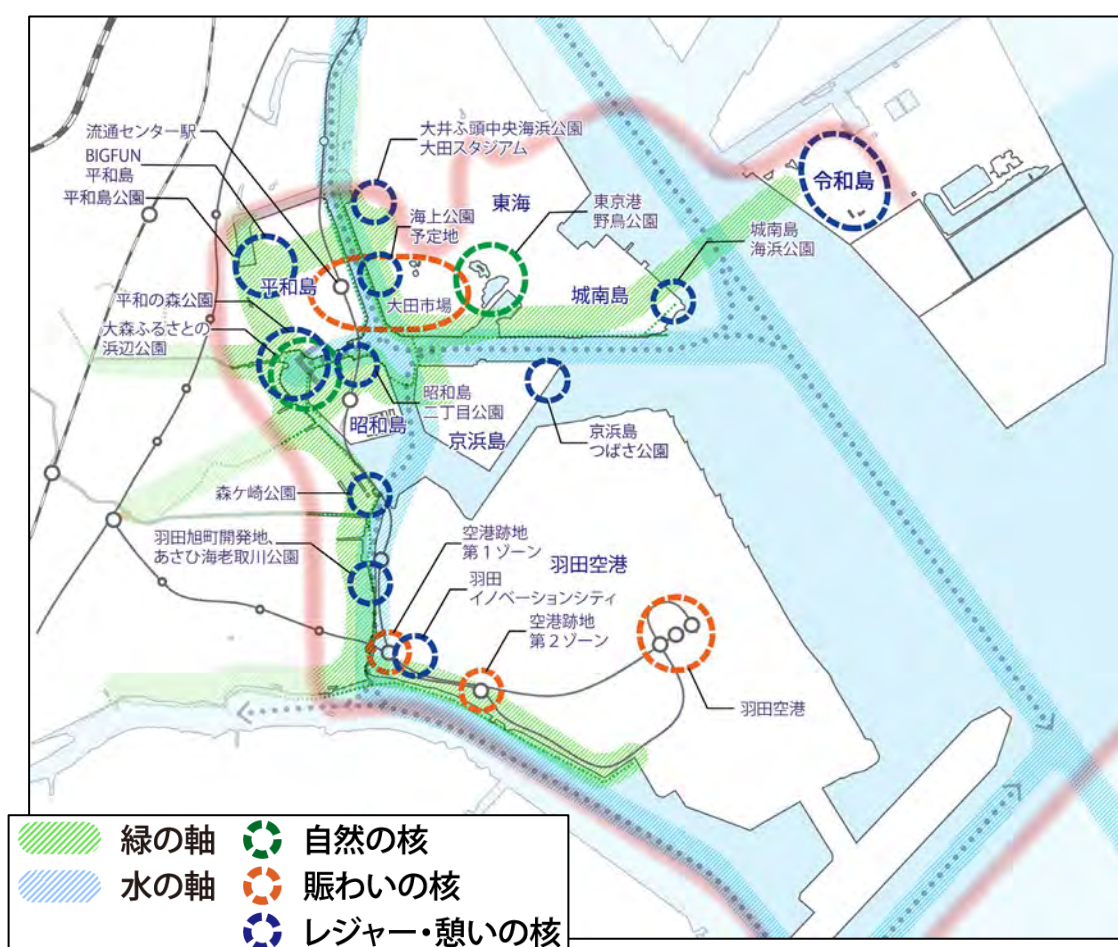 流通センター駅
BIGFUN
平和島
平和島公園
大井ふ頭中央海浜公園
大田スタジアム
海上公園
予定地
東海
東京港
野鳥公園
令和島
城南島
海浜公園
平和島
大田市場
城南島
平和の森公園
大森ふるさとの
浜辺公園
昭和島
二丁目公園
昭和島
京浜島
京浜島
つばさ公園
森ケ崎公園
羽田旭町開発地、
あさひ海老取川公園
空港跡地
第1ゾーン
羽田空港
羽田
イノベーションシティ
空港跡地
第2ゾーン
羽田空港
緑の軸
自然の核
水の軸
賑わいの核
レジャー・憩いの核